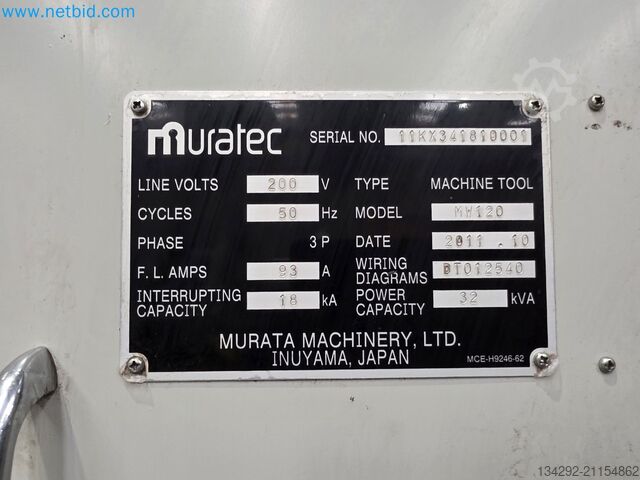 www.netbid.com
muratec SERIAL NO. 11KX341810001
LINE VOLTS 200 V TYPE MACHINE TOOL
CYCLES 50 Hz MODEL MW120
PHASE 3 P DATE 2011 .10
F. L. AMPS 93 A WIRING DIAGRAMS DT012540
INTERRUPTING CAPACITY 18 kA POWER CAPACITY 32 kVA
MURATA MACHINERY, LTD.
INUYAMA, JAPAN MCE-H9246-62
134292-21154862